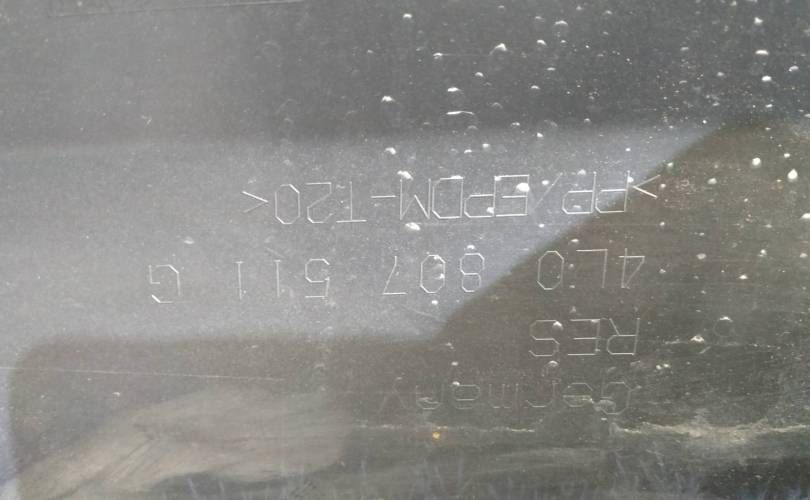 >PP/EPDM-T20<
4L0 807 511 G
RES
Germany